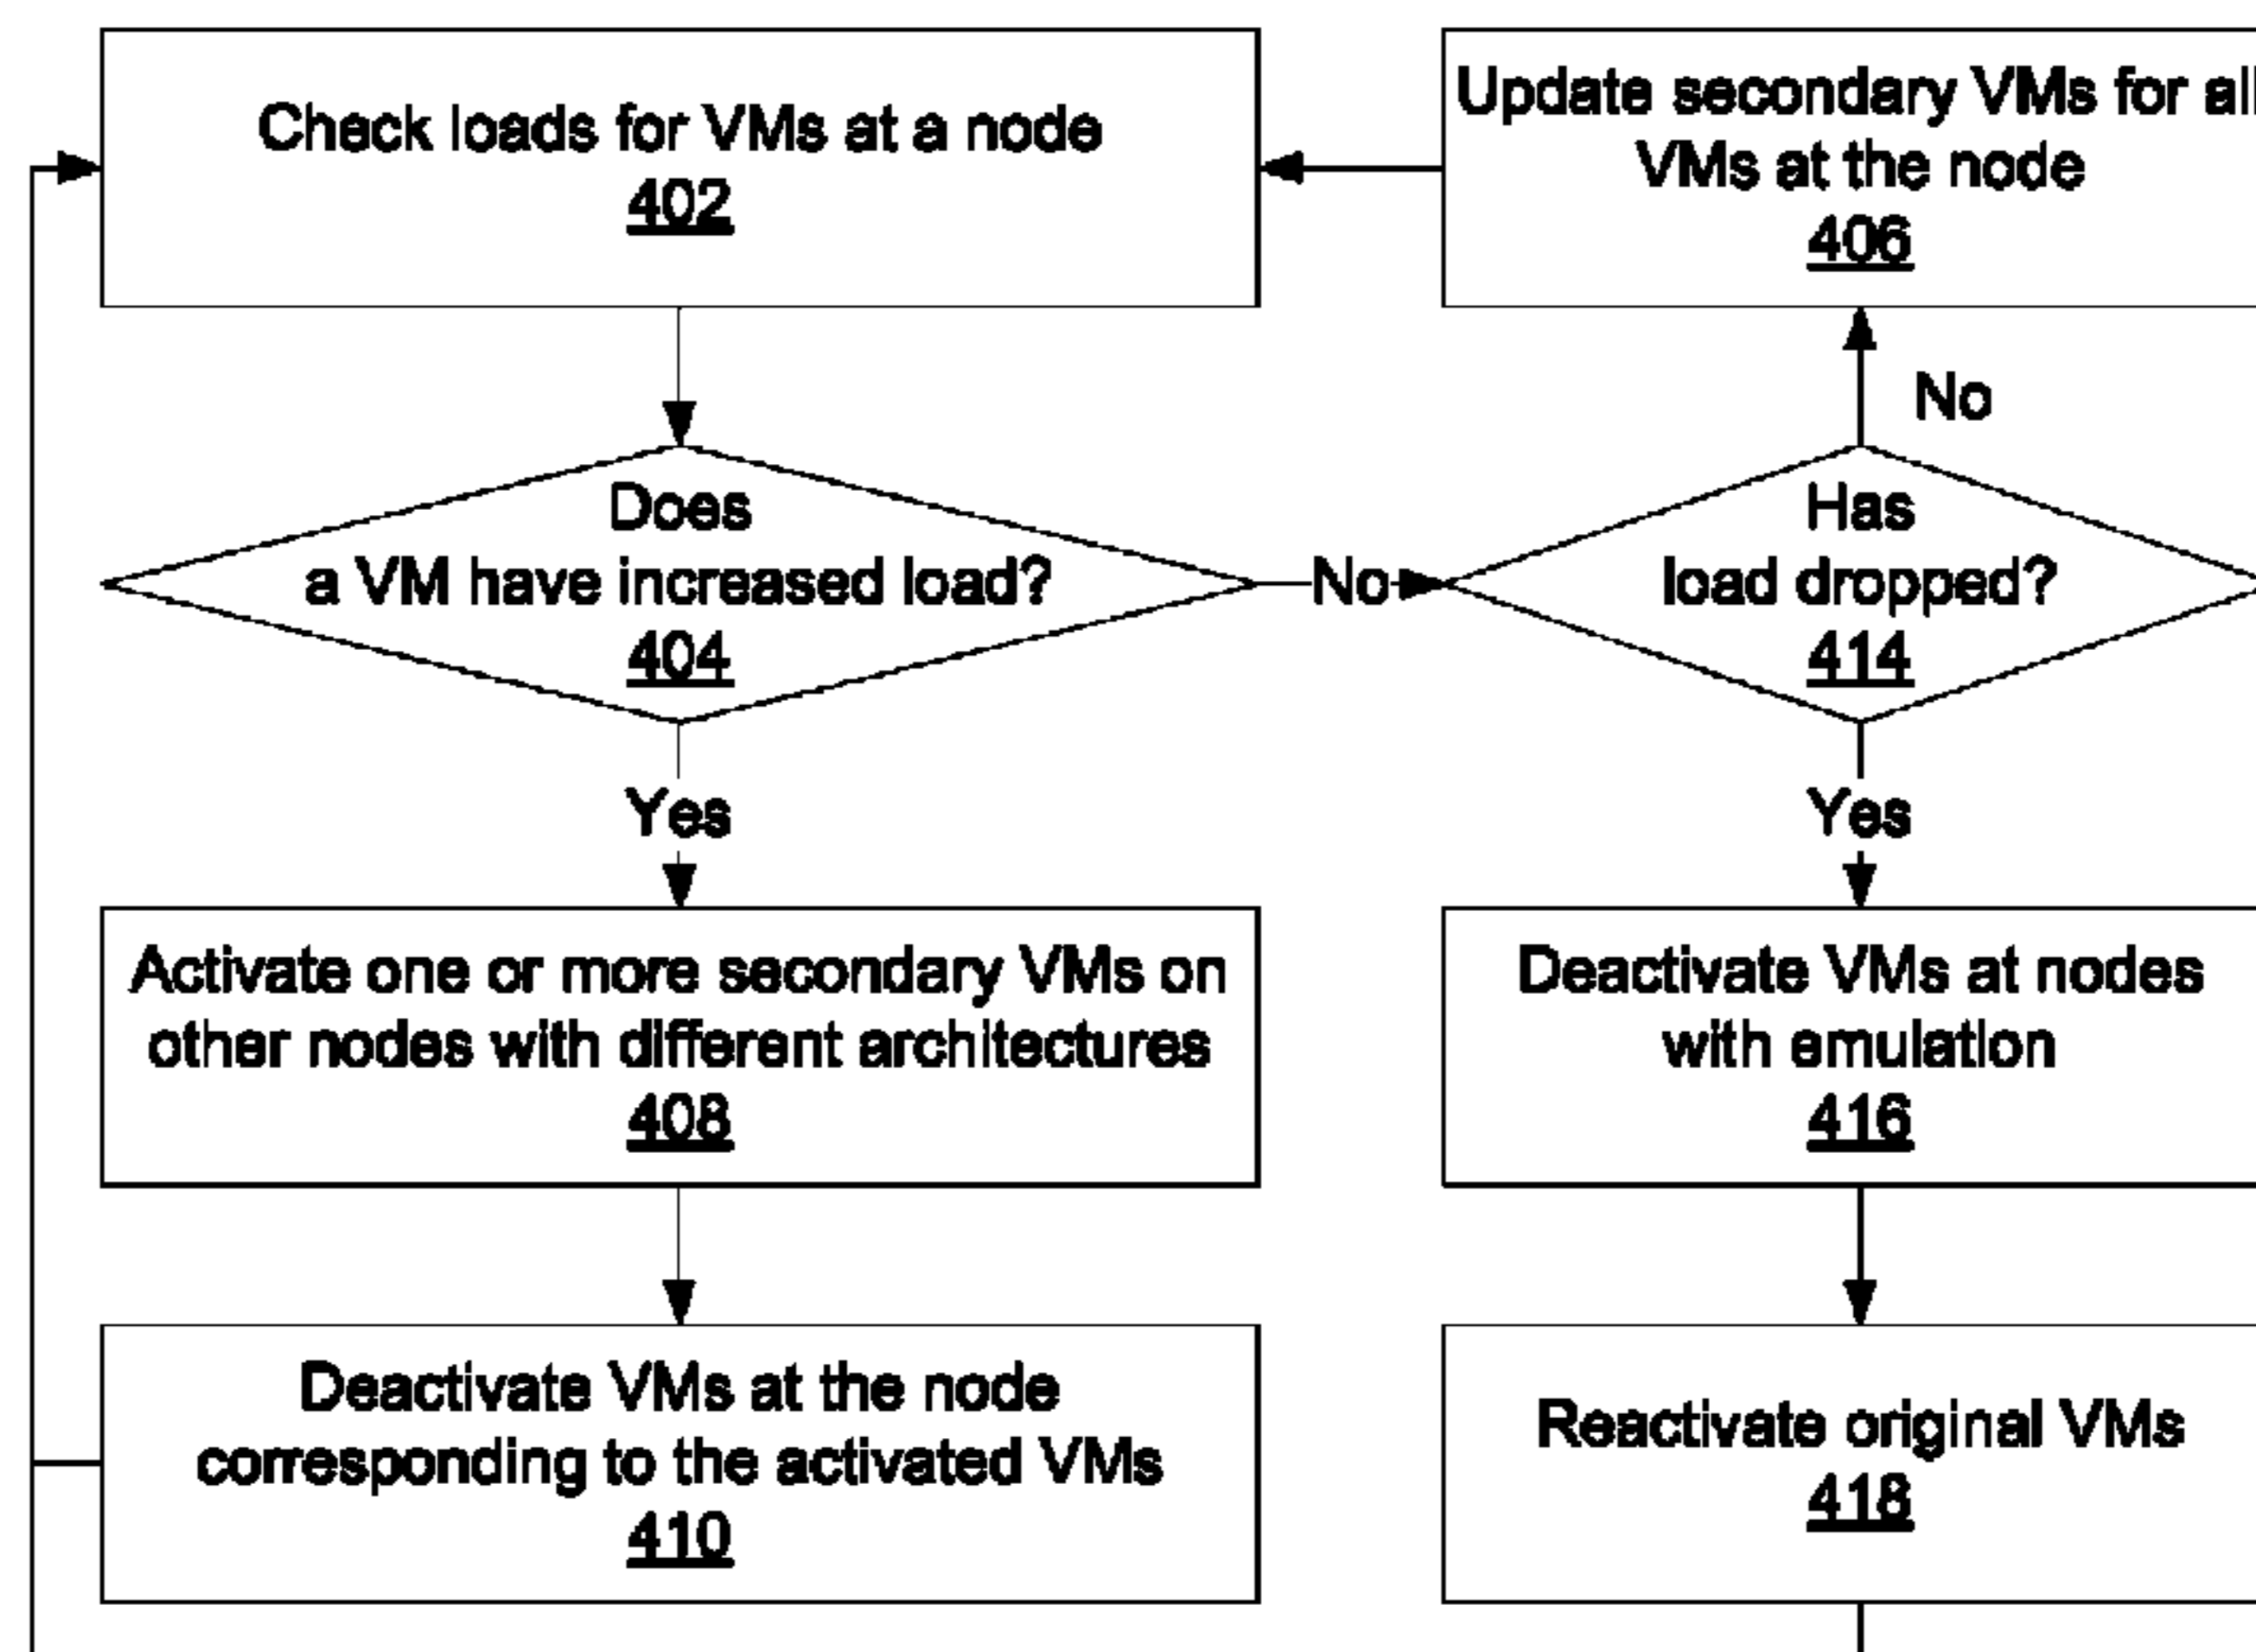 Check loads for VMs at a node
402
Update secondary VMs for all
VMs at the node
406
No
Does
a VM have increased load?
404
No
Has
load dropped?
414
Yes
Yes
Activate one or more secondary VMs on
other nodes with different architectures
408
Deactivate VMs at nodes
with emulation
416
Deactivate VMs at the node
corresponding to the activated VMs
410
Reactivate original VMs
418